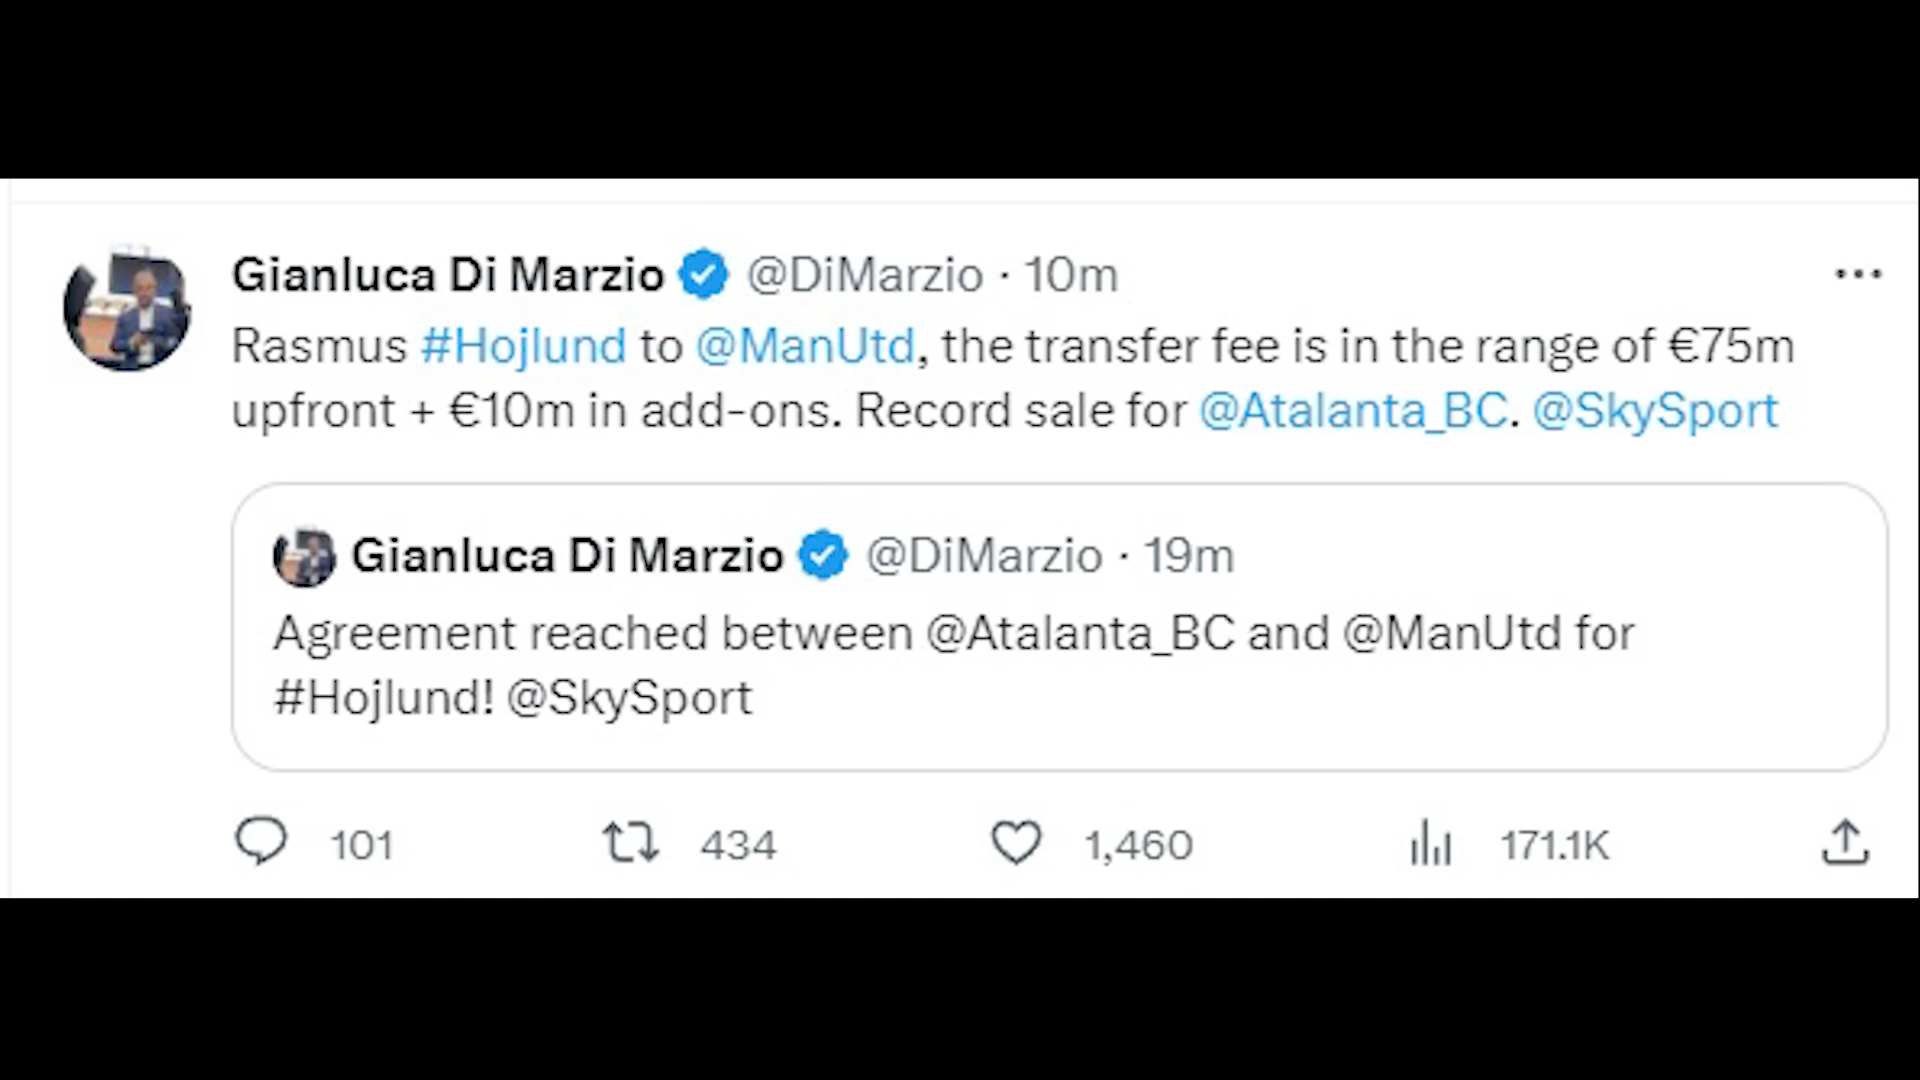 Gianluca Di Marzio @DiMarzio · 10m
Rasmus #Hojlund to @ManUtd, the transfer fee is in the range of €75m
upfront + €10m in add-ons. Record sale for @Atalanta_BC. @SkySport
Gianluca Di Marzio @DiMarzio · 19m
Agreement reached between @Atalanta_BC and @ManUtd for
#Hojlund! @SkySport
101 434 1,460 171.1K